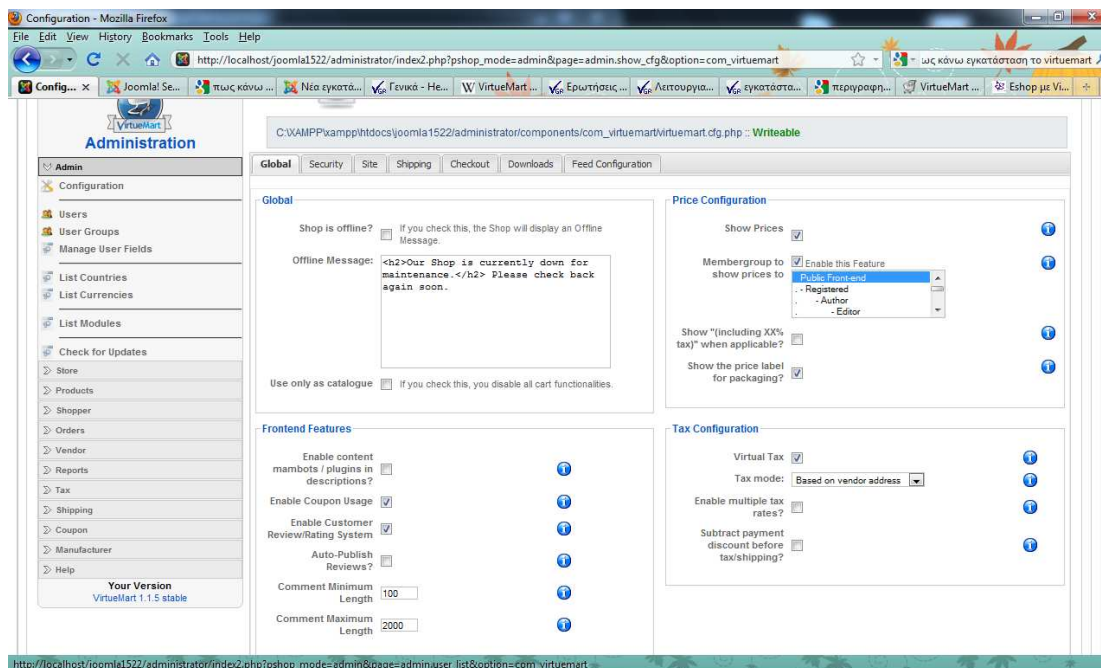 Configuration - Mozilla Firefox
File Edit View History Bookmarks Tools Help
http://localhost/joomla1522/administrator/index2.php?pshop_mode=admin&page=admin.show_cfg&option=com_virtuemart
ως κάνω εγκατάσταση το virtuemart
Config... Joomla! Se... πως κάνω ... Νέα εγκατά... Γενικά - He... VirtueMart ... Ερωτήσεις ... Λειτουργια... εγκατάστα... περιγραφη... VirtueMart ... Eshop με Vi...
VirtueMart
Administration
C:\XAMPP\xampp\htdocs\joomla1522/administrator/components/com_virtuemart/virtuemart.cfg.php :: Writeable
Admin
Configuration
Users
User Groups
Manage User Fields
List Countries
List Currencies
List Modules
Check for Updates
Store
Products
Shopper
Orders
Vendor
Reports
Tax
Shipping
Coupon
Manufacturer
Help
Your Version
VirtueMart 1.1.5 stable
Global Security Site Shipping Checkout Downloads Feed Configuration
Global
Shop is offline? If you check this, the Shop will display an Offline
Message.
Offline Message:
<h2>Our Shop is currently down for
maintenance.</h2> Please check back
again soon.
Use only as catalogue If you check this, you disable all cart functionalities.
Frontend Features
Enable content
mambots / plugins in
descriptions?
Enable Coupon Usage
Enable Customer
Review/Rating System
Auto-Publish
Reviews?
Comment Minimum
Length 100
Comment Maximum
Length 2000
Price Configuration
Show Prices
Membergroup to
show prices to
Enable this Feature
Public Front-end
. - Registered
. - Author
. - Editor
Show "(including XX%
tax)" when applicable?
Show the price label
for packaging?
Tax Configuration
Virtual Tax
Tax mode: Based on vendor address
Enable multiple tax
rates?
Subtract payment
discount before
tax/shipping?
http://localhost/joomla1522/administrator/index2.php?pshop_mode=admin&page=admin.user_list&option=com_virtuemart